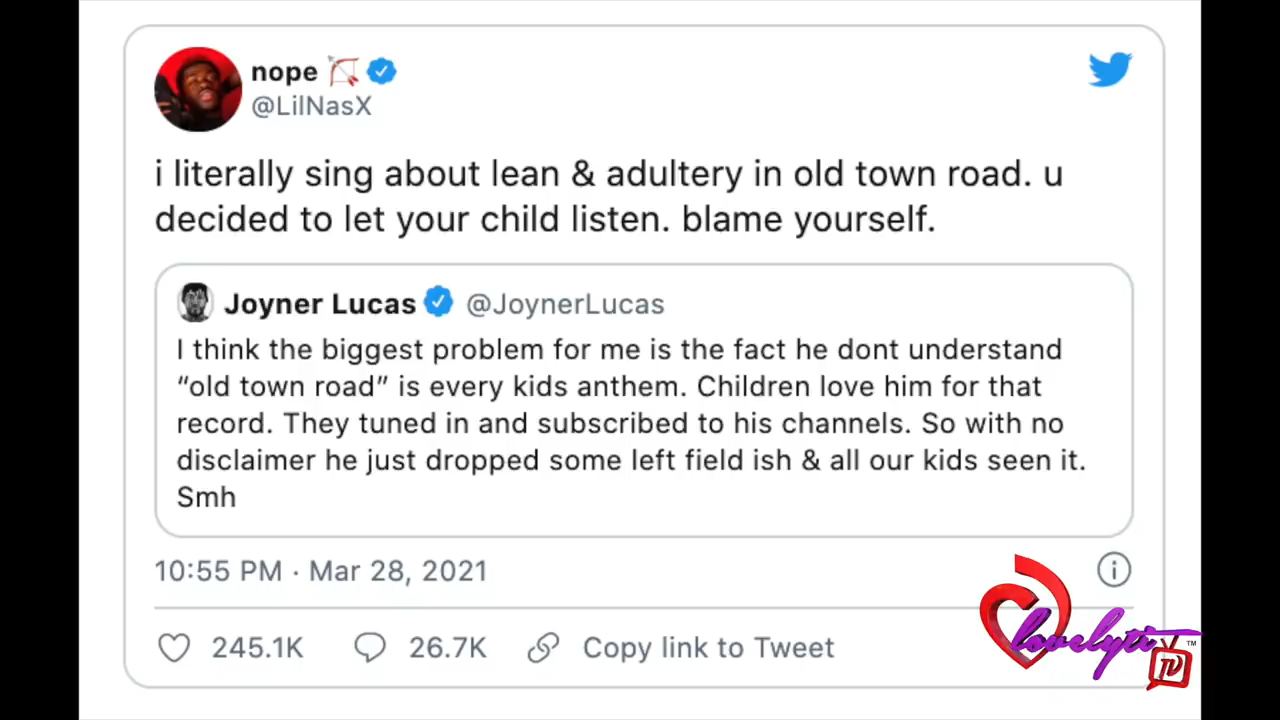 nope 🏹
@LilNasX
i literally sing about lean & adultery in old town road. u
decided to let your child listen. blame yourself.
Joyner Lucas @JoynerLucas
I think the biggest problem for me is the fact he dont understand
“old town road” is every kids anthem. Children love him for that
record. They tuned in and subscribed to his channels. So with no
disclaimer he just dropped some left field ish & all our kids seen it.
Smh
10:55 PM · Mar 28, 2021
245.1K 26.7K Copy link to Tweet
lovelyti ™
TV